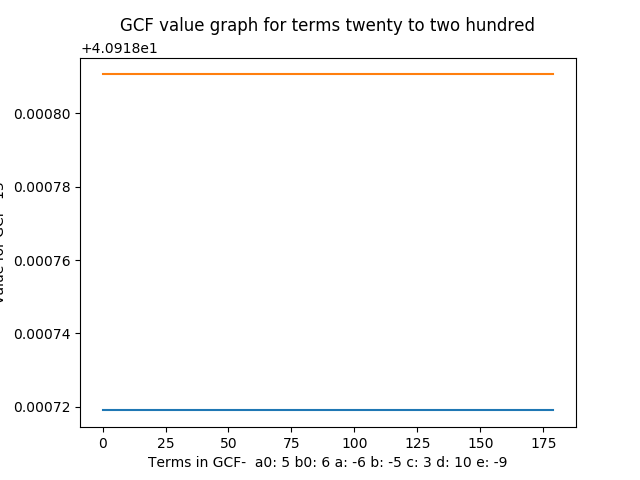 GCF value graph for terms twenty to two hundred
+4.0918e1
0.00080
0.00078
0.00076
0.00074
0.00072
0 25 50 75 100 125 150 175
Terms in GCF-  a0: 5 b0: 6 a: -6 b: -5 c: 3 d: 10 e: -9